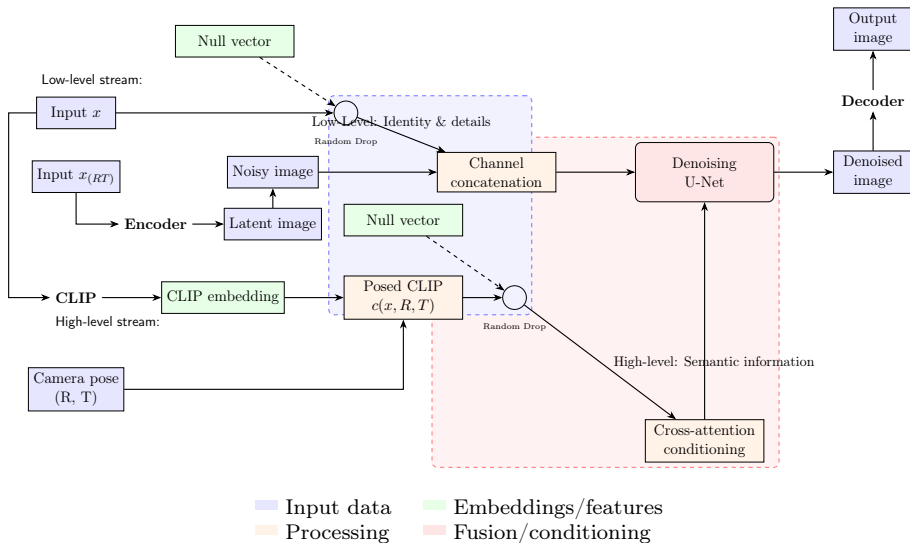 Output
image
Null vector
Low-level stream:
Decoder
Input x
Low-Level: Identity & details
Random Drop
Channel
concatenation
Denoising
U-Net
Denoised
image
Input x(RT)
Noisy image
Encoder
Latent image
Null vector
CLIP
CLIP embedding
Posed CLIP
c(x, R, T)
High-level stream:
Random Drop
High-level: Semantic information
Camera pose
(R, T)
Cross-attention
conditioning
Input data
Embeddings/features
Processing
Fusion/conditioning